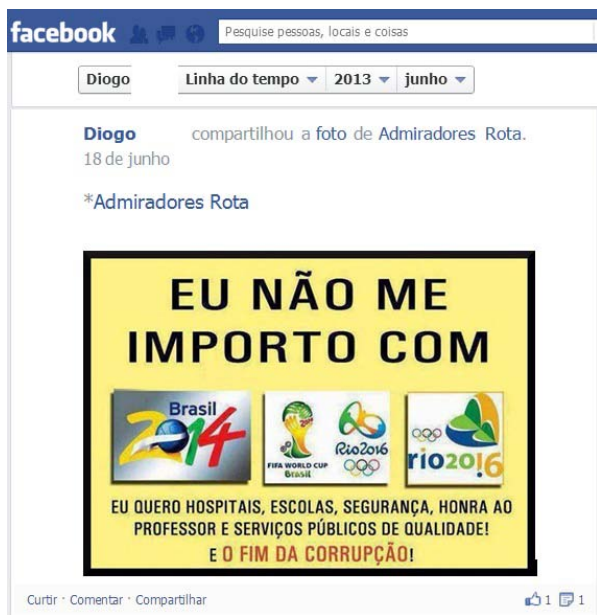 facebook Pesquise pessoas, locais e coisas
Diogo Linha do tempo 2013 junho
Diogo compartilhou a foto de Admiradores Rota.
18 de junho
*Admiradores Rota
EU NÃO ME
IMPORTO COM
Brasil
2014
FIFA WORLD CUP
Brasil
Rio2016
rio2016
EU QUERO HOSPITAIS, ESCOLAS, SEGURANÇA, HONRA AO
PROFESSOR E SERVIÇOS PÚBLICOS DE QUALIDADE!
E O FIM DA CORRUPÇÃO!
Curtir · Comentar · Compartilhar 1 1